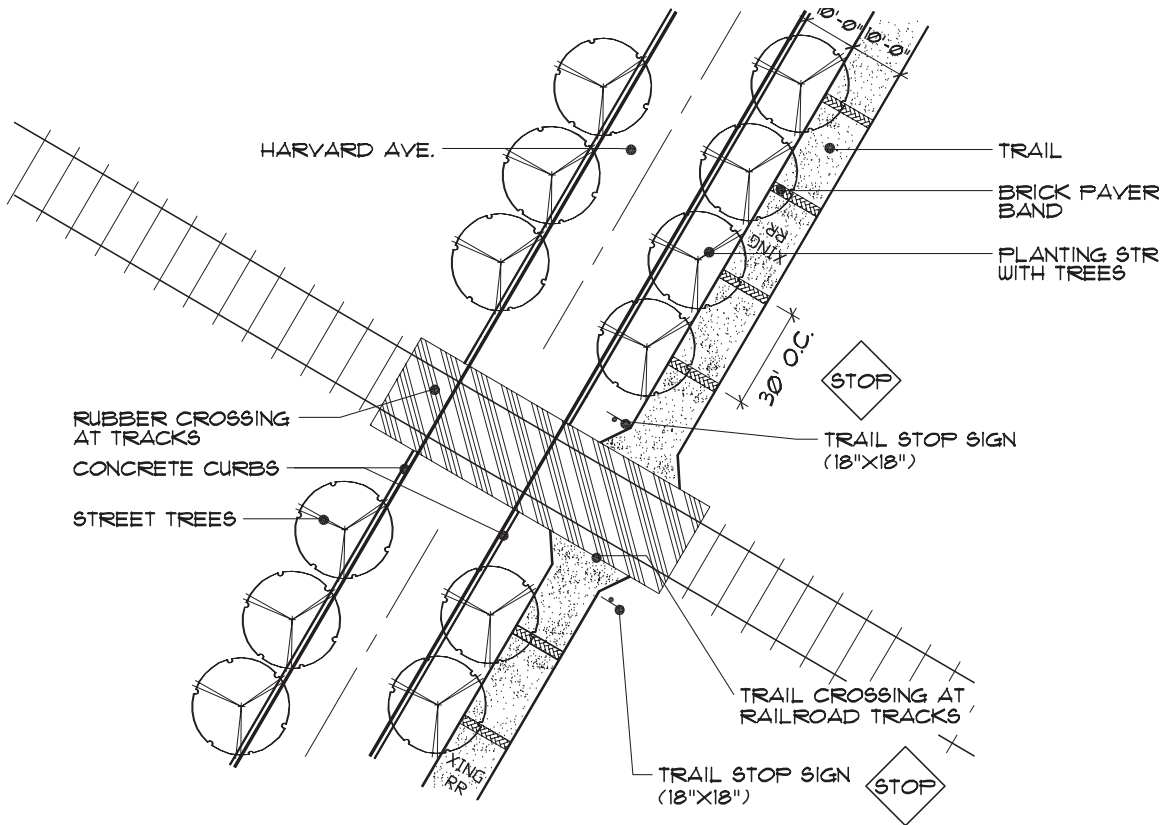 10'-0" 10'-0"
HARVARD AVE.
TRAIL
BRICK PAVER
BAND
PLANTING STR
WITH TREES
XING
RR
30' O.C.
STOP
RUBBER CROSSING
AT TRACKS
TRAIL STOP SIGN
(18"X18")
CONCRETE CURBS
STREET TREES
TRAIL CROSSING AT
RAILROAD TRACKS
XING
RR
TRAIL STOP SIGN
(18"X18")
STOP